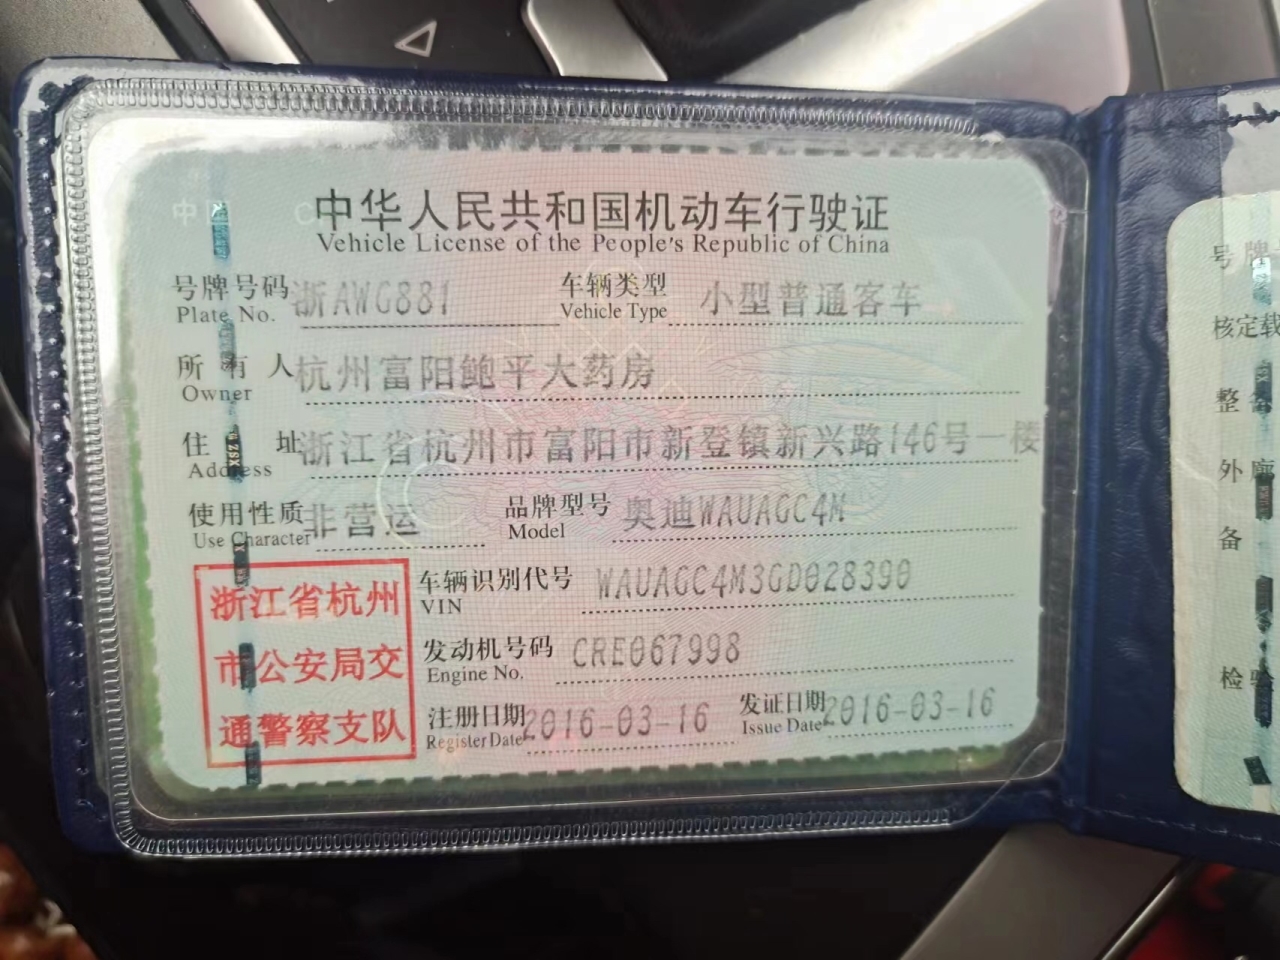 中华人民共和国机动车行驶证
Vehicle License of the People's Republic of China
号牌号码 浙AWG881 车辆类型 小型普通客车
Plate No. Vehicle Type
所有人 杭州富阳鲍平大药房
Owner
住址 浙江省杭州市富阳市新登镇新兴路146号一楼
Address
使用性质 非营运 品牌型号 奥迪WAUAGC4M
Use Character Model
浙江省杭州
市公安局交
通警察支队
车辆识别代号 WAUAGC4M3GD028390
VIN
发动机号码 CRE067998
Engine No.
注册日期 2016-03-16 发证日期 2016-03-16
Register Date Issue Date
号牌
核定载
整备
外廓
备
检验